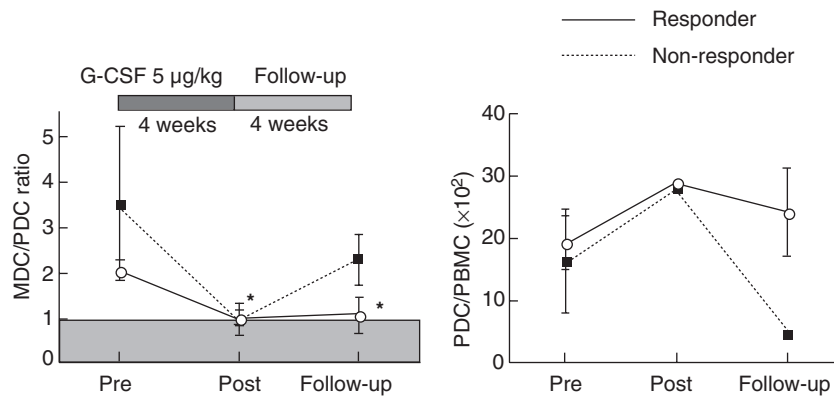 Responder
Non-responder
G-CSF 5 µg/kg Follow-up
4 weeks 4 weeks
MDC/PDC ratio
5
4
3
2
1
0
Pre Post Follow-up
*
*
PDC/PBMC (×10²)
40
30
20
10
0
Pre Post Follow-up